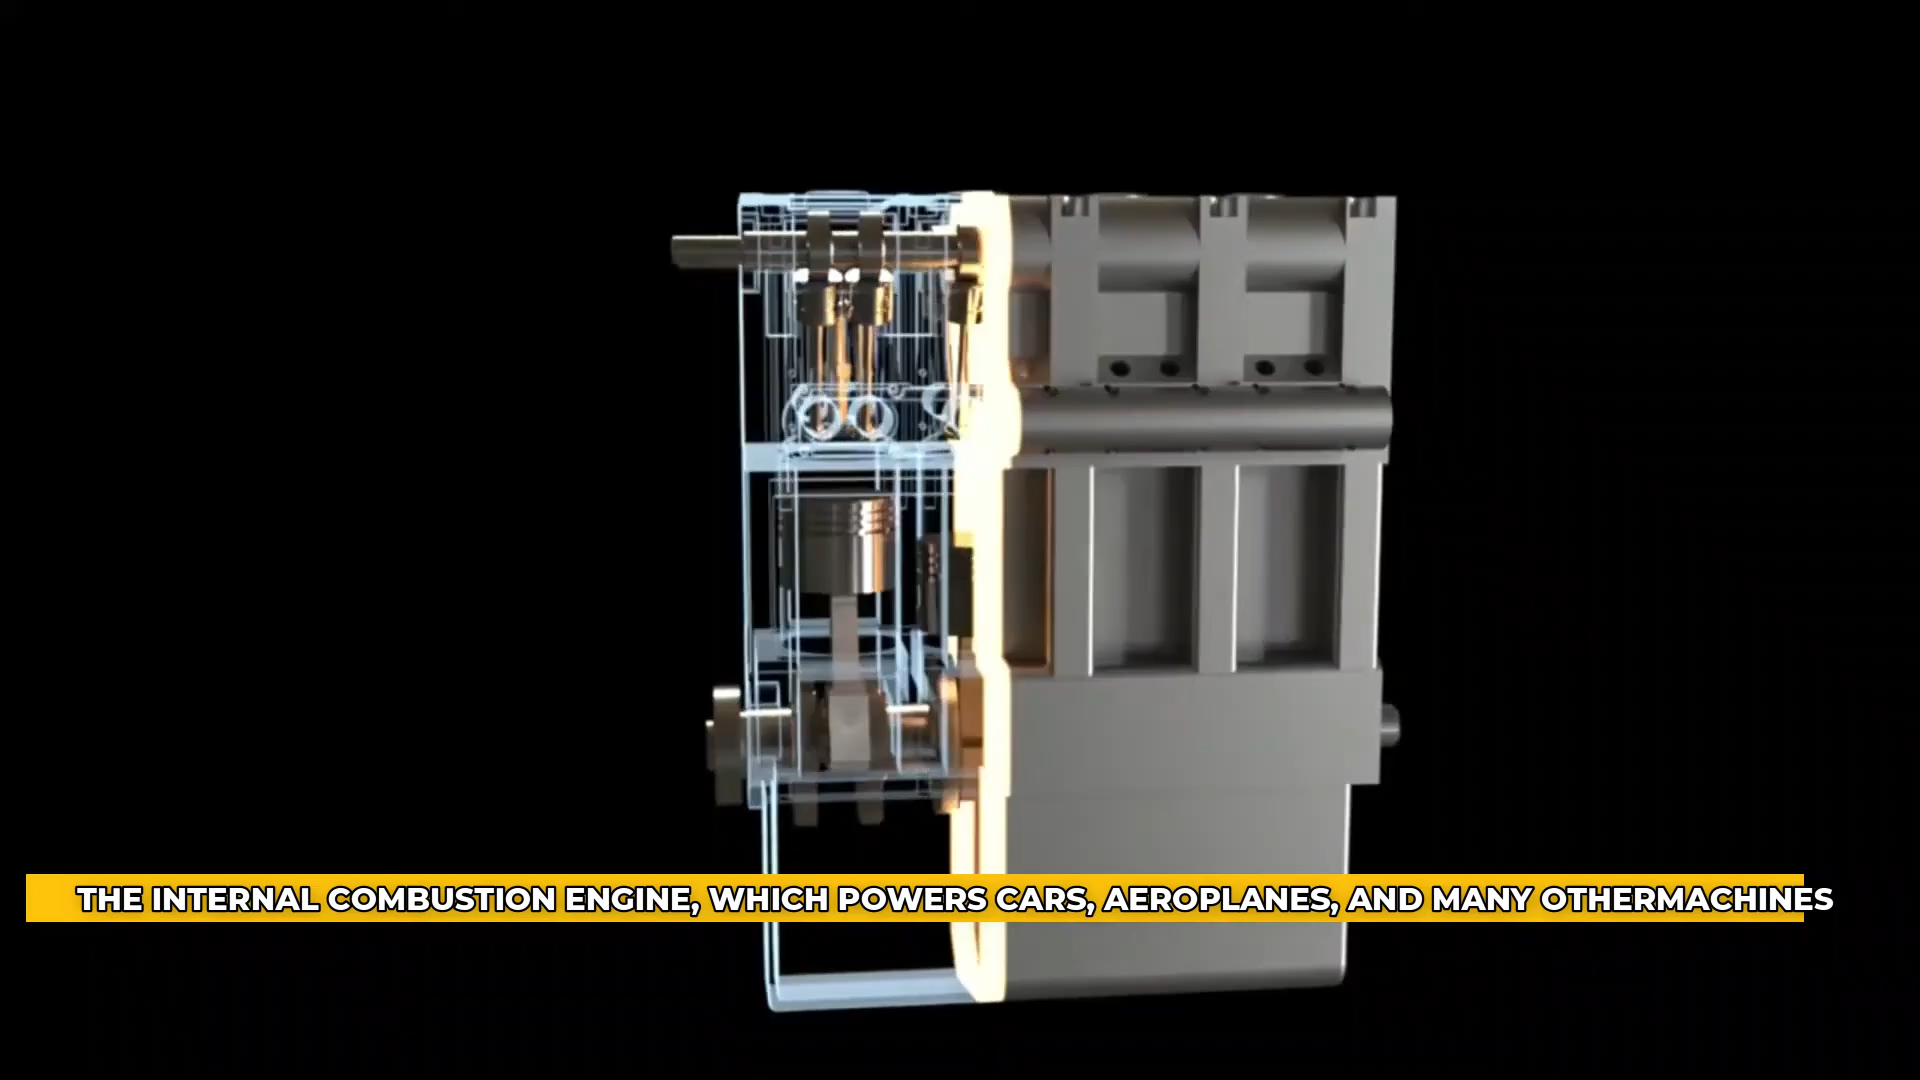 THE INTERNAL COMBUSTION ENGINE, WHICH POWERS CARS, AEROPLANES, AND MANY OTHERMACHINES